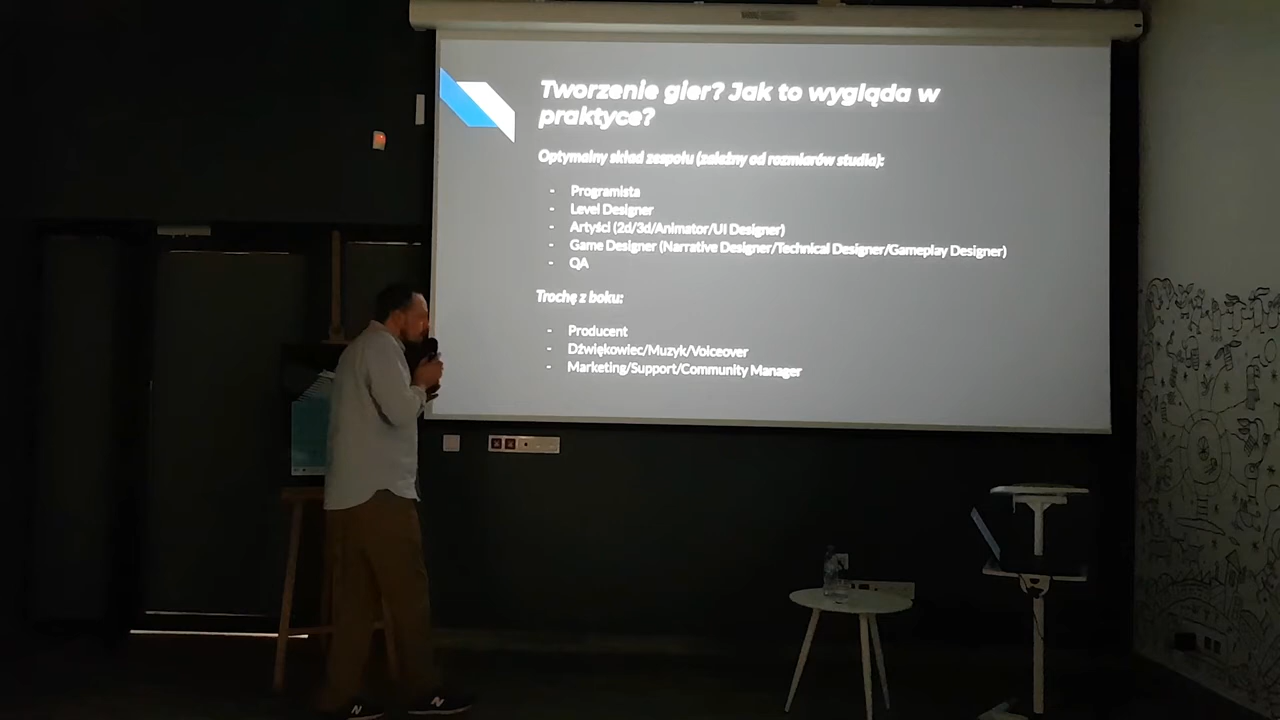 Tworzenie gier? Jak to wygląda w
praktyce?
Optymalny skład zespołu (zależny od rozmiarów studia):
- Programista
- Level Designer
- Artyści (2d/3d/Animator/UI Designer)
- Game Designer (Narrative Designer/Technical Designer/Gameplay Designer)
- QA
Trochę z boku:
- Producent
- Dźwiękowiec/Muzyk/Voiceover
- Marketing/Support/Community Manager
N
N